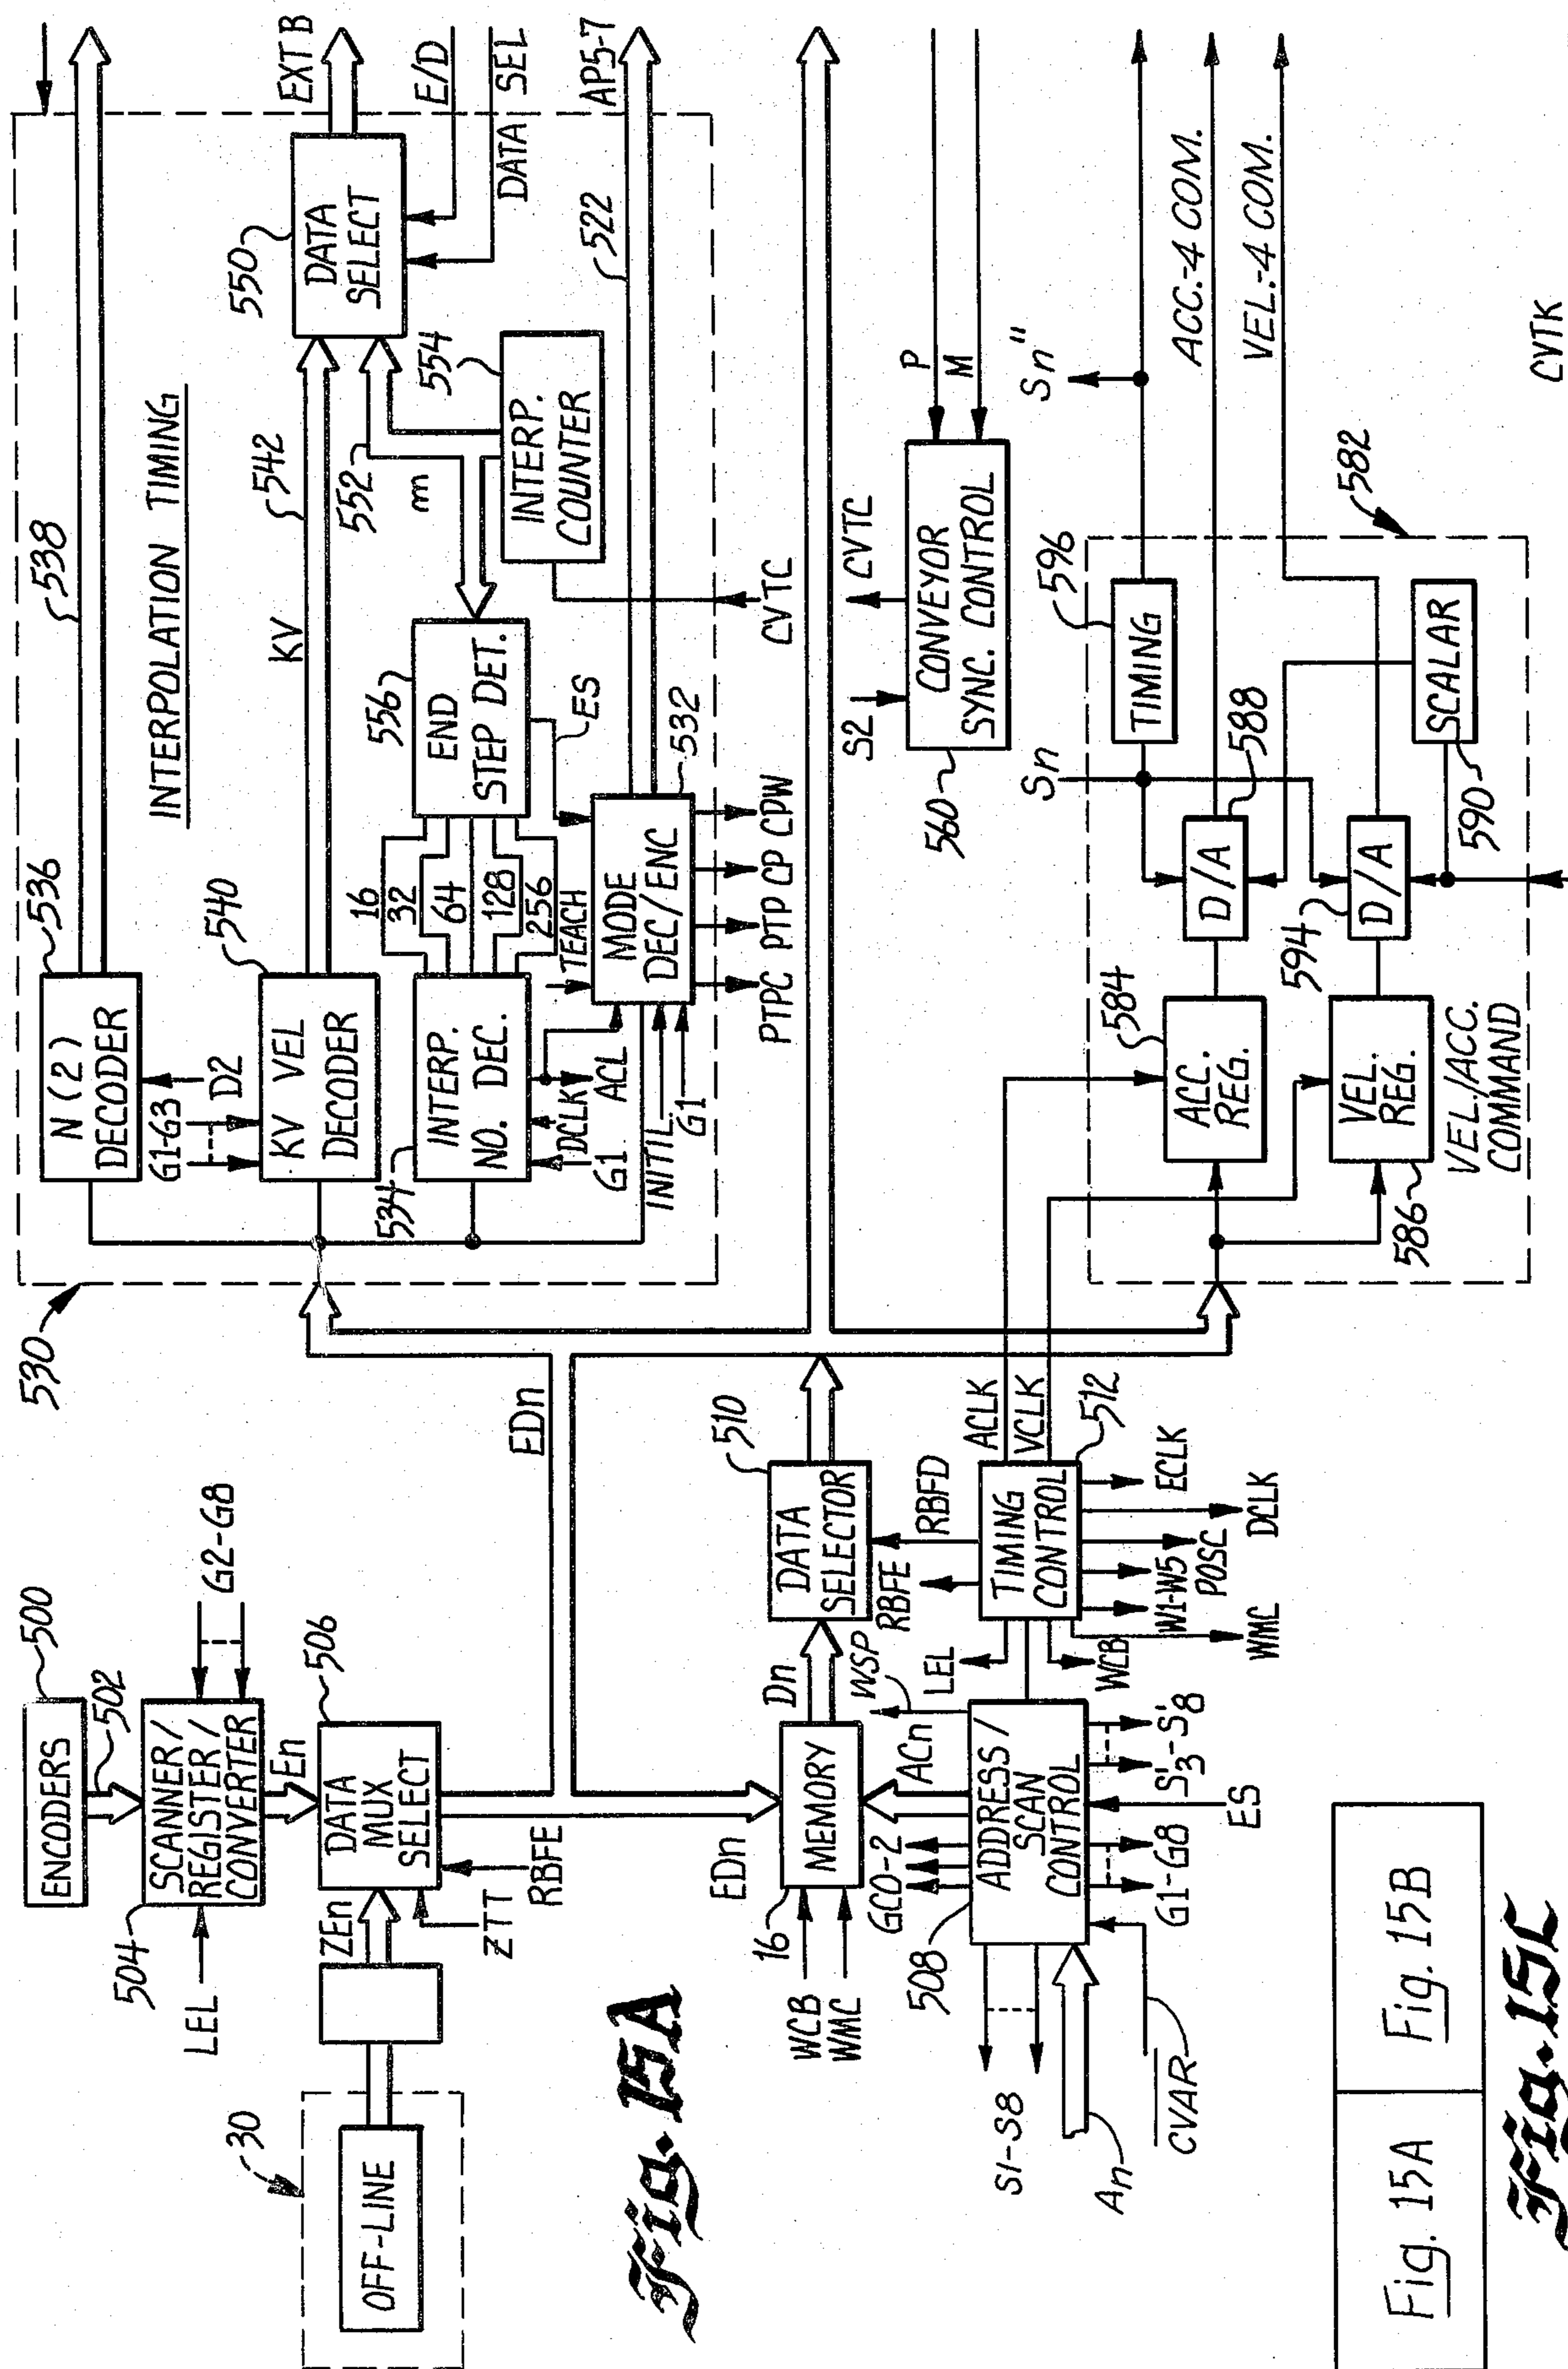 30
OFF-LINE
ZEn
ZTT
RBFE
ENCODERS
500
502
SCANNER/
REGISTER/
CONVERTER
504
LEL
G2-G8
En
506
DATA
MUX
SELECT
EDn
EDn
16
WCB
WMC
MEMORY
Dn
510
DATA
SELECTOR
RBFD
RBFE
WSP
LEL
ACn
GCO-2
508
ADDRESS/
SCAN
CONTROL
S1-S8
An
CVAR
G1-G8
ES
S'3-S'8
512
TIMING
CONTROL
ACLK
VCLK
WCB
WMC
W1-W5
POSC
DCLK
ECLK
530
INTERPOLATION TIMING
536
N(2)
DECODER
538
G1-G3
D2
540
KV VEL
DECODER
KV
542
534
INTERP.
NO. DEC.
G1
DCLK
ACL
16
32
64
128
256
556
END
STEP DET.
ES
m
552
554
INTERP.
COUNTER
550
DATA
SELECT
EXT B
E/D
DATA SEL
AP5-7
522
TEACH
MODE
DEC/ENC
532
INITIL
G1
PTPC
PTP
CP
CPW
CVTC
CVTC
S2
560
CONVEYOR
SYNC. CONTROL
P
M
Sn
Sn"
582
596
TIMING
584
ACC.
REG.
588
D/A
ACC.-4 COM.
586
VEL.
REG.
594
D/A
VEL.-4 COM.
590
SCALAR
VEL./ACC.
COMMAND
CVTK
Fig. 15A
Fig. 15A
Fig. 15B
Fig. 15C